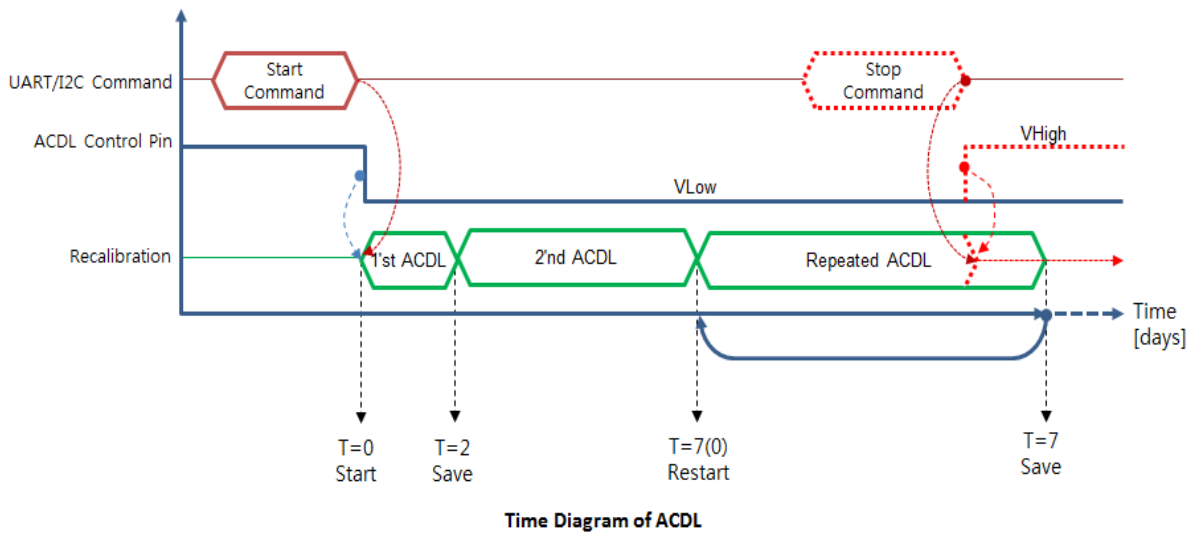 UART/I2C Command
Start
Command
Stop
Command
ACDL Control Pin
VHigh
VLow
Recalibration
1'st ACDL
2'nd ACDL
Repeated ACDL
Time
[days]
T=0
Start
T=2
Save
T=7(0)
Restart
T=7
Save
Time Diagram of ACDL